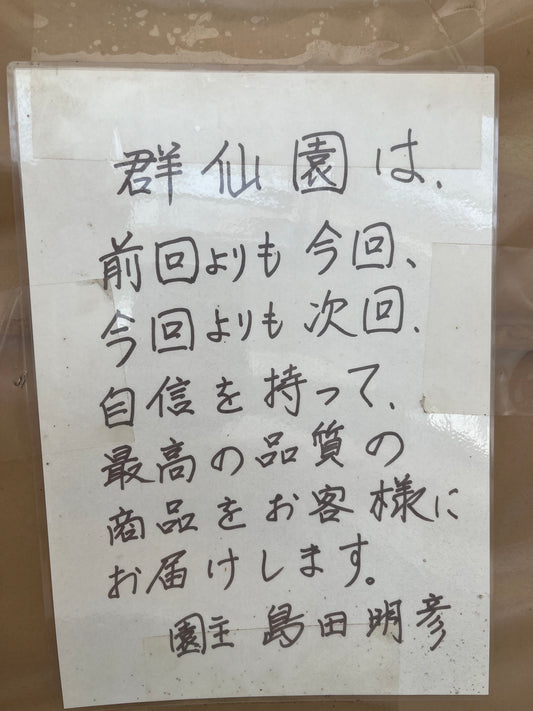 群仙園は、
前回よりも今回、
今回よりも次回、
自信を持って、
最高の品質の
商品をお客様に
お届けします。
園主 島田明彦